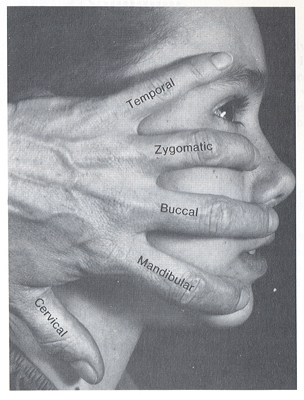 Temporal
Zygomatic
Buccal
Mandibular
Cervical